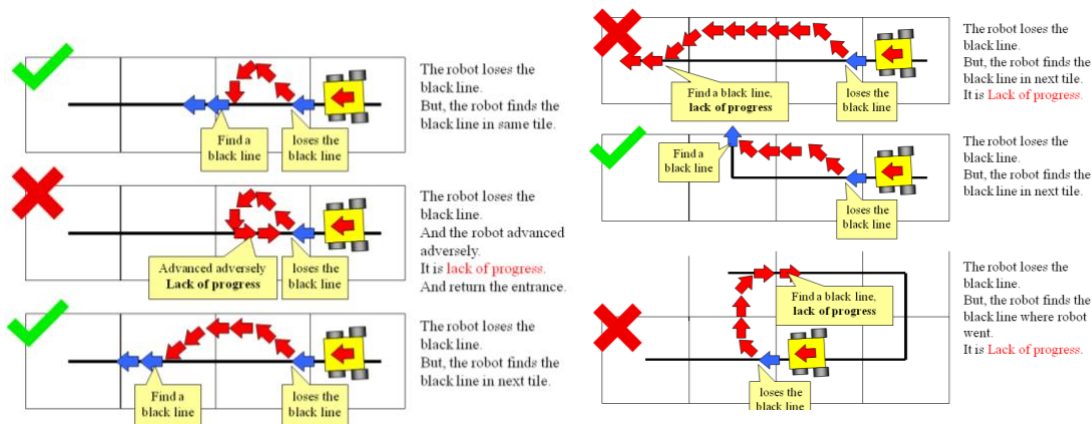 The robot loses the
black line.
But, the robot finds the
black line in same tile.
Find a
black line
loses the
black line
The robot loses the
black line.
And the robot advanced
adversely.
It is lack of progress.
And return the entrance.
Advanced adversely
Lack of progress
loses the
black line
The robot loses the
black line.
But, the robot finds the
black line in next tile.
Find a
black line
loses the
black line
The robot loses the
black line.
But, the robot finds the
black line in next tile.
It is Lack of progress.
Find a black line,
lack of progress
loses the
black line
The robot loses the
black line.
But, the robot finds the
black line in next tile.
Find a
black line
loses the
black line
The robot loses the
black line.
But, the robot finds the
black line where robot
went.
It is Lack of progress.
Find a black line,
lack of progress
loses the
black line